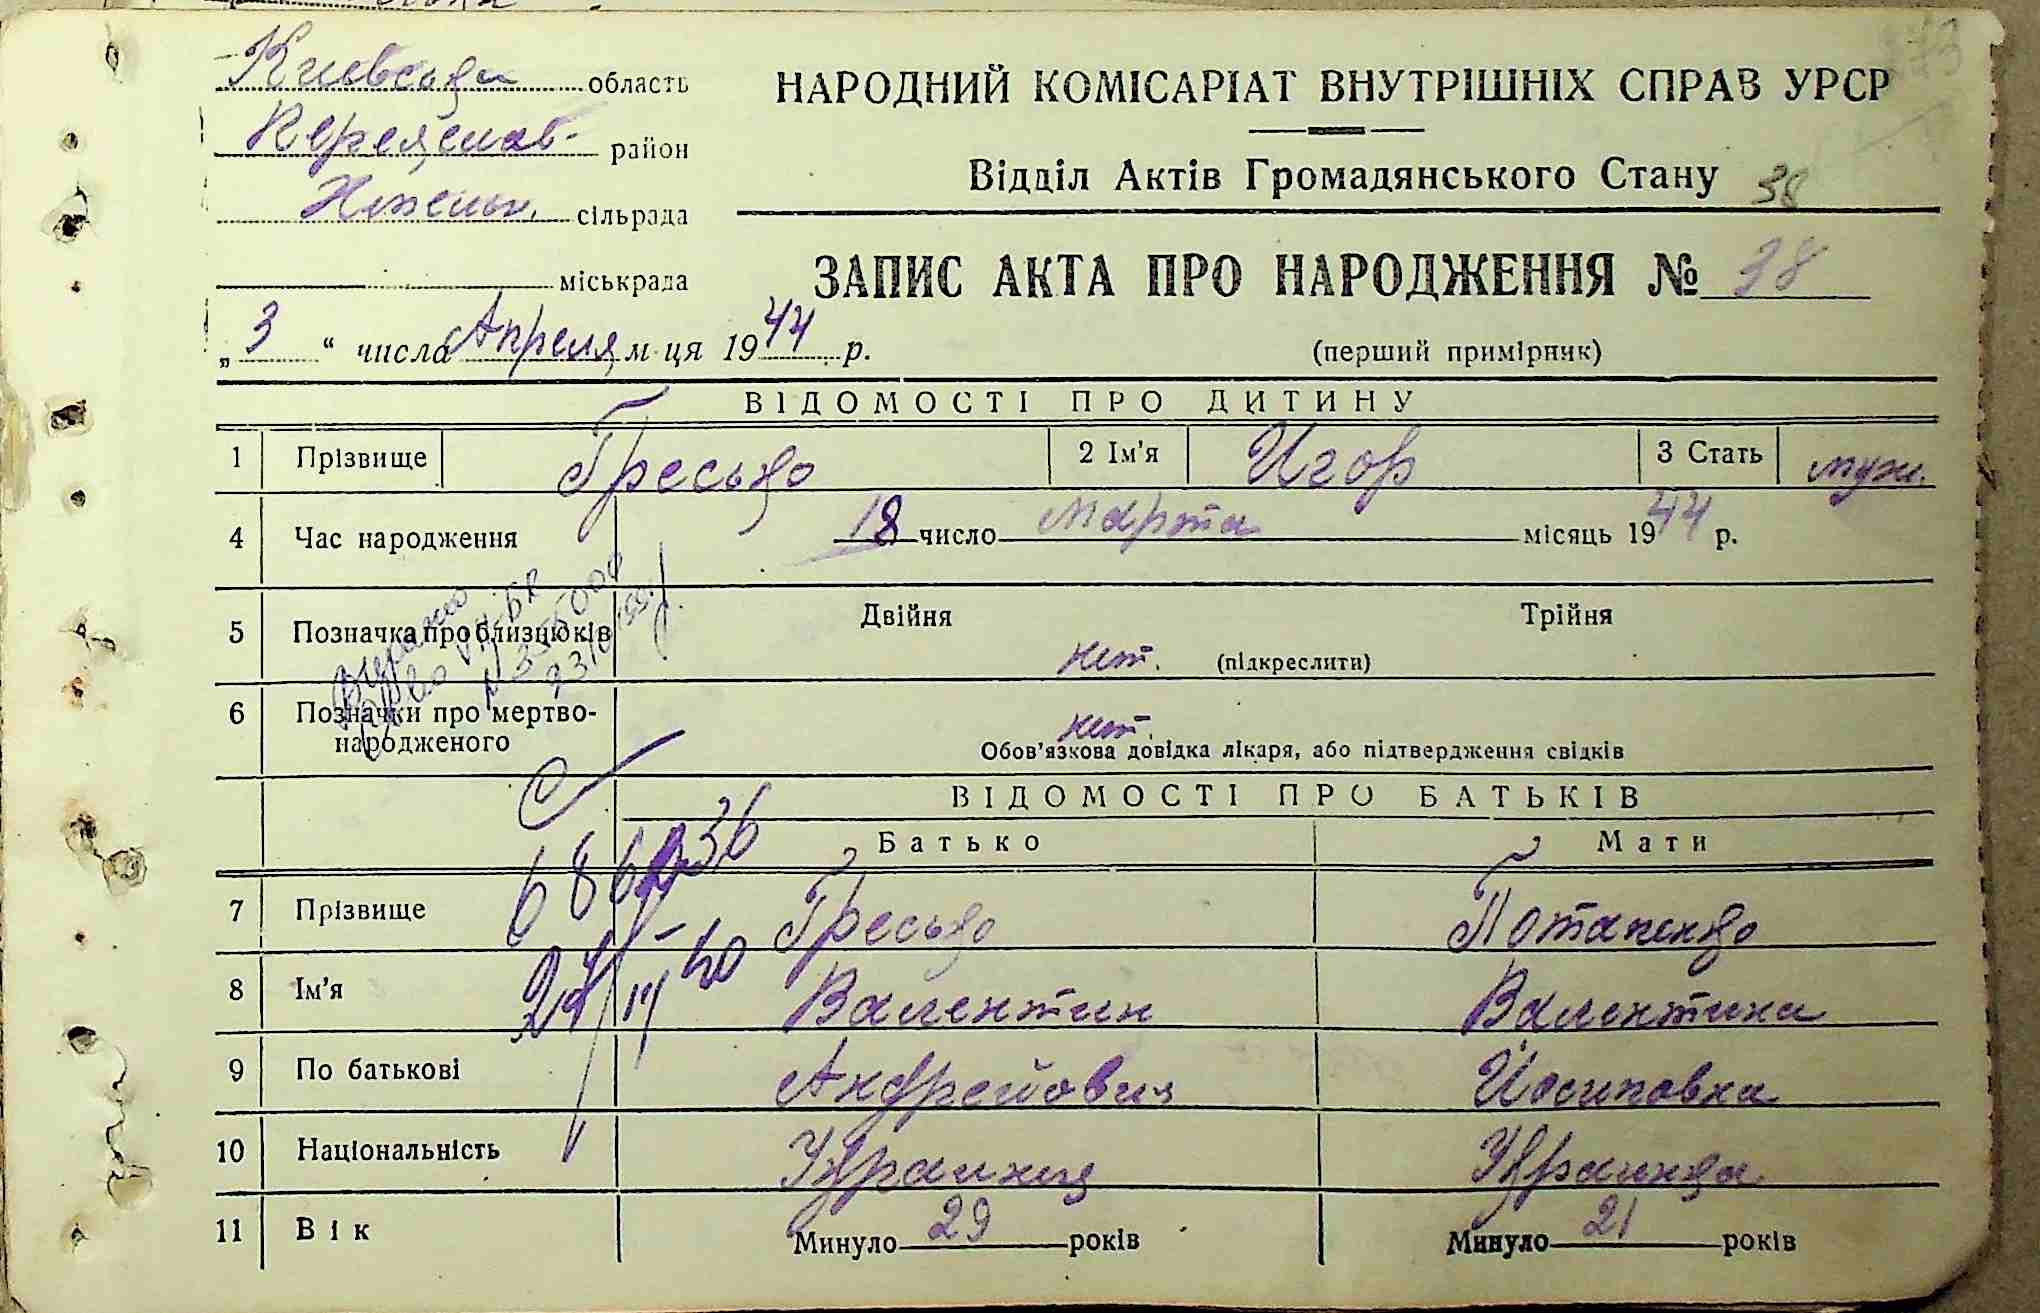 Киевская область
Переяслав- район
Хоцьки. сільрада
міськрада
НАРОДНИЙ КОМІСАРІАТ ВНУТРІШНІХ СПРАВ УРСР
Відділ Актів Громадянського Стану 38
ЗАПИС АКТА ПРО НАРОДЖЕННЯ № 38
„3“ числа Апреля м-ця 1944 р.
(перший примірник)
ВІДОМОСТІ ПРО ДИТИНУ
1 Прізвище Гресько 2 Ім'я Игор 3 Стать муж.
4 Час народження 18 число марта місяць 1944 р.
5 Позначка про близнюків Двійня Трійня
нет. (підкреслити)
6 Позначки про мертво-
народженого нет.
Обов'язкова довідка лікаря, або підтвердження свідків
ВІДОМОСТІ ПРО БАТЬКІВ
Батько Мати
7 Прізвище Гресько Потапенко
8 Ім'я Валентин Валентина
9 По батькові Андрейович Йосиповна
10 Національність Украинц Украинка
11 Вік Минуло 29 років Минуло 21 років